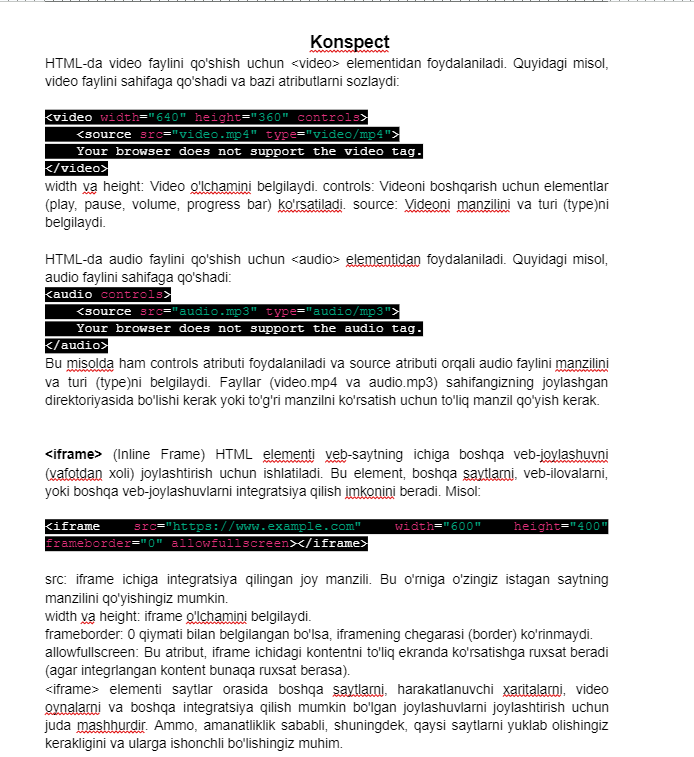 Konspect
HTML-da video faylini qo'shish uchun <video> elementidan foydalaniladi. Quyidagi misol,
video faylini sahifaga qo'shadi va bazi atributlarni sozlaydi:
<video width="640" height="360" controls>
    <source src="video.mp4" type="video/mp4">
    Your browser does not support the video tag.
</video>
width va height: Video o'lchamini belgilaydi. controls: Videoni boshqarish uchun elementlar
(play, pause, volume, progress bar) ko'rsatiladi. source: Videoni manzilini va turi (type)ni
belgilaydi.
HTML-da audio faylini qo'shish uchun <audio> elementidan foydalaniladi. Quyidagi misol,
audio faylini sahifaga qo'shadi:
<audio controls>
    <source src="audio.mp3" type="audio/mp3">
    Your browser does not support the audio tag.
</audio>
Bu misolda ham controls atributi foydalaniladi va source atributi orqali audio faylini manzilini
va turi (type)ni belgilaydi. Fayllar (video.mp4 va audio.mp3) sahifangizning joylashgan
direktoriyasida bo'lishi kerak yoki to'g'ri manzilni ko'rsatish uchun to'liq manzil qo'yish kerak.
<iframe> (Inline Frame) HTML elementi veb-saytning ichiga boshqa veb-joylashuvni
(vafotdan xoli) joylashtirish uchun ishlatiladi. Bu element, boshqa saytlarni, veb-ilovalarni,
yoki boshqa veb-joylashuvlarni integratsiya qilish imkonini beradi. Misol:
<iframe src="https://www.example.com" width="600" height="400"
frameborder="0" allowfullscreen></iframe>
src: iframe ichiga integratsiya qilingan joy manzili. Bu o'rniga o'zingiz istagan saytning
manzilini qo'yishingiz mumkin.
width va height: iframe o'lchamini belgilaydi.
frameborder: 0 qiymati bilan belgilangan bo'lsa, iframening chegarasi (border) ko'rinmaydi.
allowfullscreen: Bu atribut, iframe ichidagi kontentni to'liq ekranda ko'rsatishga ruxsat beradi
(agar integrlangan kontent bunaqa ruxsat berasa).
<iframe> elementi saytlar orasida boshqa saytlarni, harakatlanuvchi xaritalarni, video
oynalarni va boshqa integratsiya qilish mumkin bo'lgan joylashuvlarni joylashtirish uchun
juda mashhurdir. Ammo, amanatliklik sababli, shuningdek, qaysi saytlarni yuklab olishingiz
kerakligini va ularga ishonchli bo'lishingiz muhim.